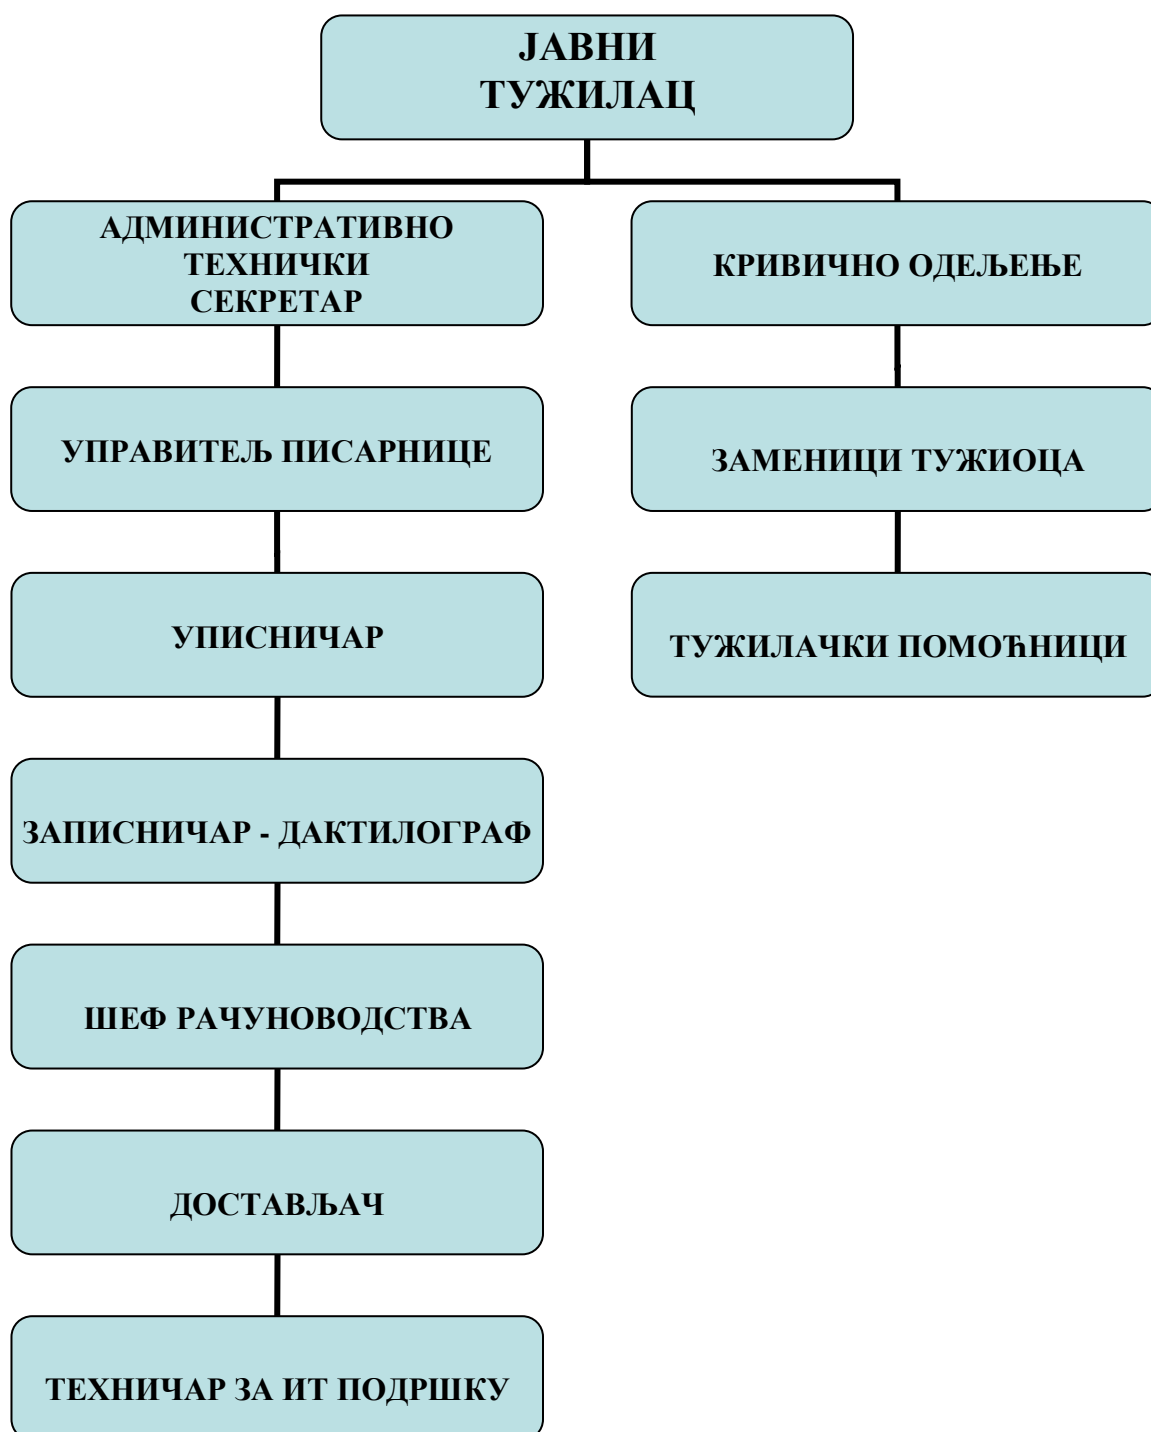 ЈАВНИ
ТУЖИЛАЦ
АДМИНИСТРАТИВНО
ТЕХНИЧКИ
СЕКРЕТАР
КРИВИЧНО ОДЕЉЕЊЕ
УПРАВИТЕЉ ПИСАРНИЦЕ
ЗАМЕНИЦИ ТУЖИОЦА
УПИСНИЧАР
ТУЖИЛАЧКИ ПОМОЋНИЦИ
ЗАПИСНИЧАР - ДАКТИЛОГРАФ
ШЕФ РАЧУНОВОДСТВА
ДОСТАВЉАЧ
ТЕХНИЧАР ЗА ИТ ПОДРШКУ